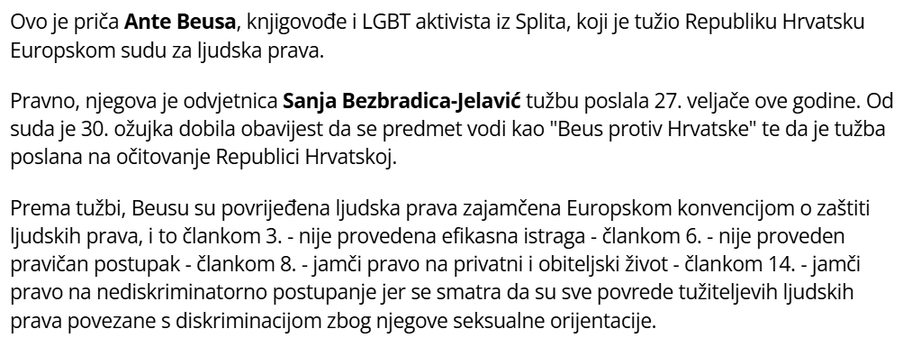 Ovo je priča Ante Beusa, knjigovođe i LGBT aktivista iz Splita, koji je tužio Republiku Hrvatsku
Europskom sudu za ljudska prava.
Pravno, njegova je odvjetnica Sanja Bezbradica-Jelavić tužbu poslala 27. veljače ove godine. Od
suda je 30. ožujka dobila obavijest da se predmet vodi kao "Beus protiv Hrvatske" te da je tužba
poslana na očitovanje Republici Hrvatskoj.
Prema tužbi, Beusu su povrijeđena ljudska prava zajamčena Europskom konvencijom o zaštiti
ljudskih prava, i to člankom 3. - nije provedena efikasna istraga - člankom 6. - nije proveden
pravičan postupak - člankom 8. - jamči pravo na privatni i obiteljski život - člankom 14. - jamči
pravo na nediskriminatorno postupanje jer se smatra da su sve povrede tužiteljevih ljudskih
prava povezane s diskriminacijom zbog njegove seksualne orijentacije.